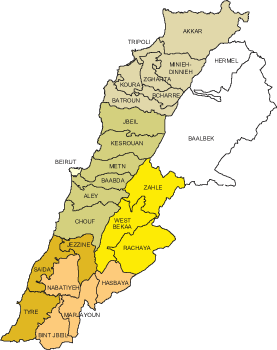 AKKAR
TRIPOLI
HERMEL
MINIEH-
DINNIEH
ZGHARTA
KOURA
BCHARRE
BATROUN
JBEIL
BAALBEK
KESROUAN
BEIRUT
METN
BAABDA
ZAHLE
ALEY
CHOUF
WEST
BEKAA
JEZZINE
RACHAYA
SAIDA
HASBAYA
NABATIYEH
TYRE
MARJAYOUN
BINT JBEIL